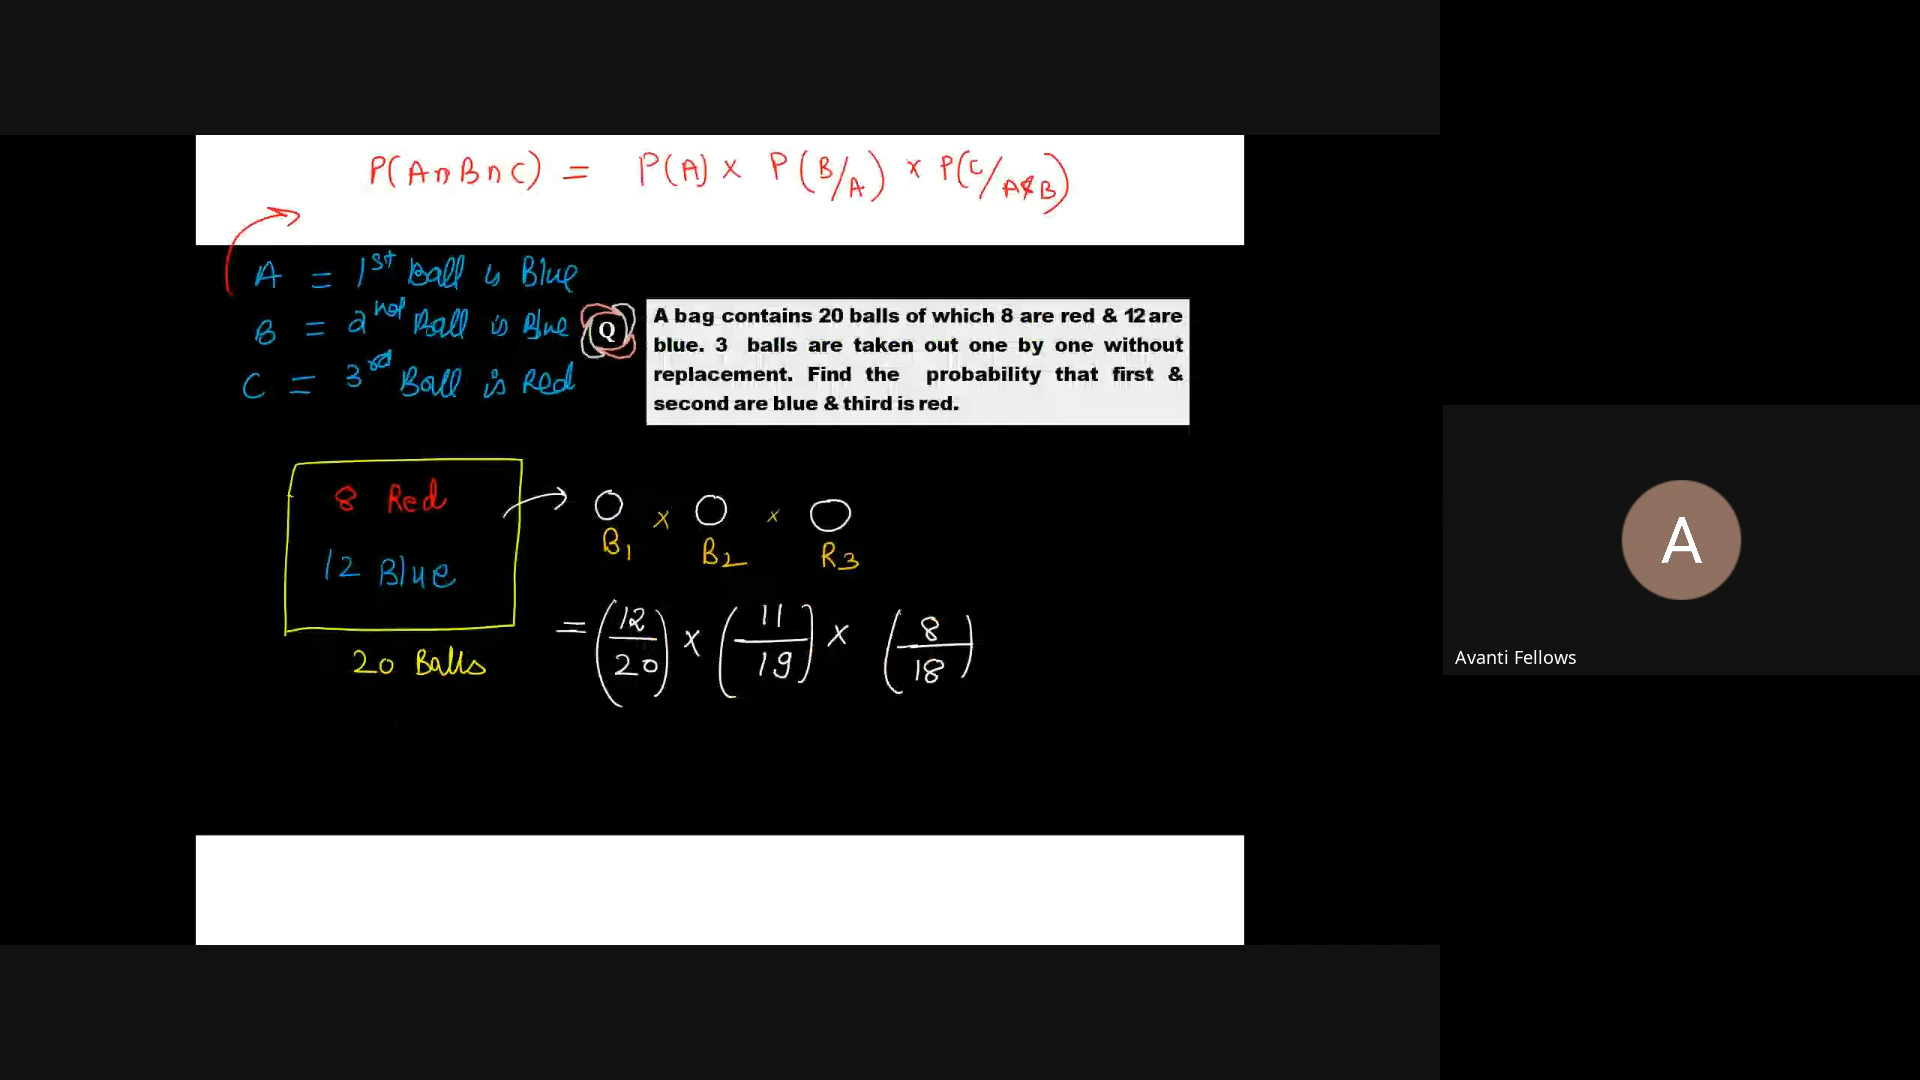 P(A∩B∩C) = P(A) × P(B/A) × P(C/A&B)
A = 1st Ball is Blue
B = 2nd Ball is Blue
C = 3rd Ball is Red
Q
A bag contains 20 balls of which 8 are red & 12 are
blue. 3 balls are taken out one by one without
replacement. Find the probability that first &
second are blue & third is red.
8 Red
12 Blue
20 Balls
B1 × B2 × R3
= (12/20) × (11/19) × (8/18)
A
Avanti Fellows